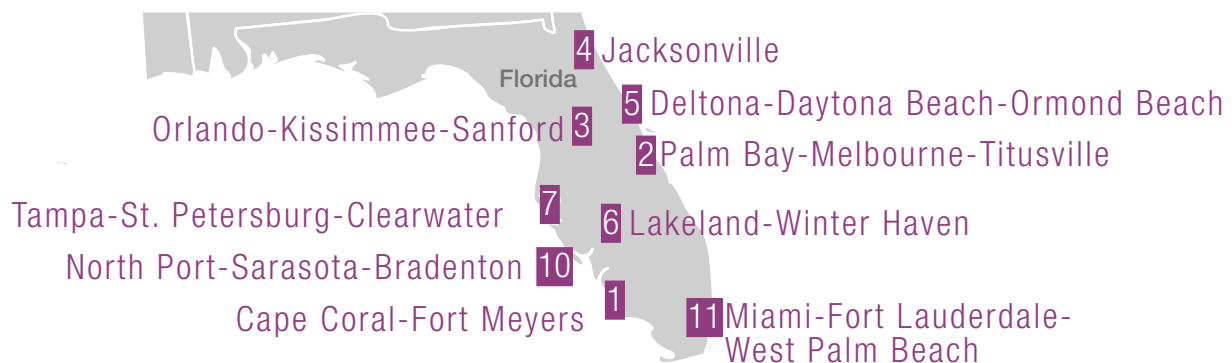 4 Jacksonville
Florida
5 Deltona-Daytona Beach-Ormond Beach
Orlando-Kissimmee-Sanford 3
2 Palm Bay-Melbourne-Titusville
Tampa-St. Petersburg-Clearwater 7
6 Lakeland-Winter Haven
North Port-Sarasota-Bradenton 10
Cape Coral-Fort Meyers 1
11 Miami-Fort Lauderdale-
West Palm Beach